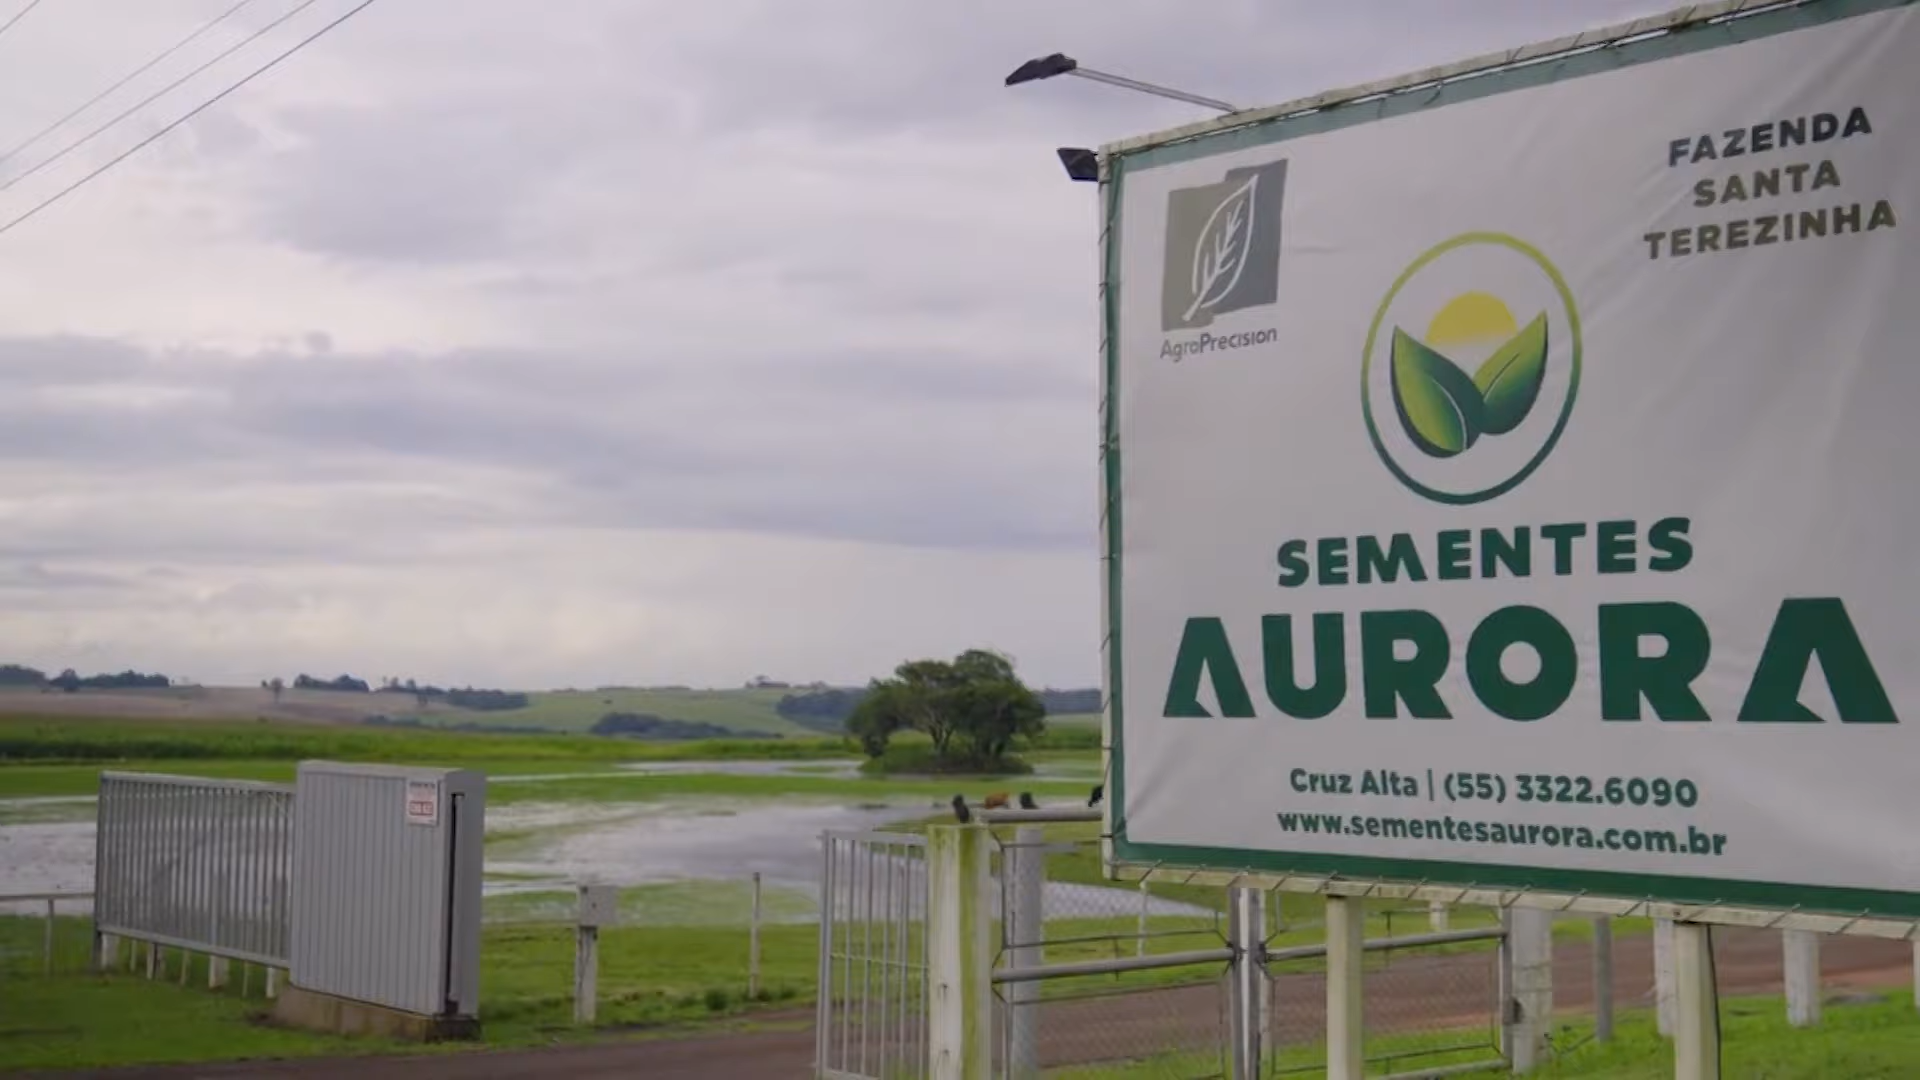 AgroPrecision
FAZENDA
SANTA
TEREZINHA
SEMENTES
AURORA
Cruz Alta | (55) 3322.6090
www.sementesaurora.com.br